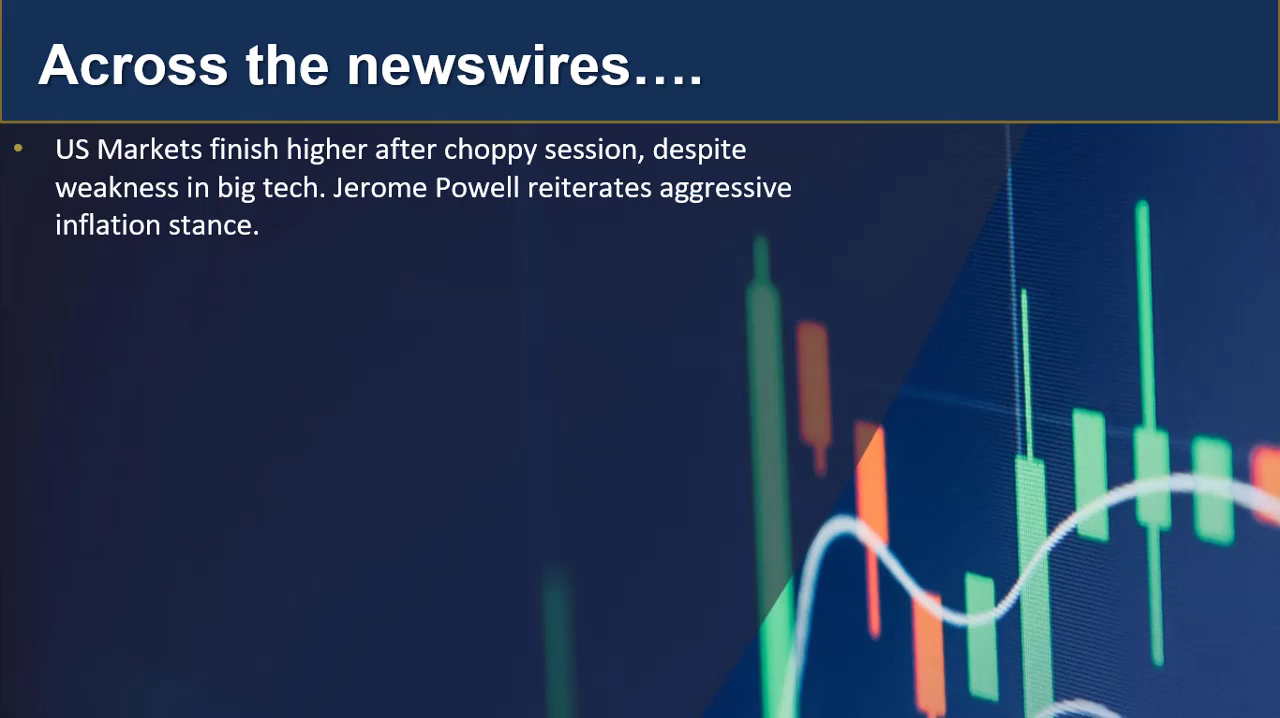 Across the newswires….
• US Markets finish higher after choppy session, despite
weakness in big tech. Jerome Powell reiterates aggressive
inflation stance.